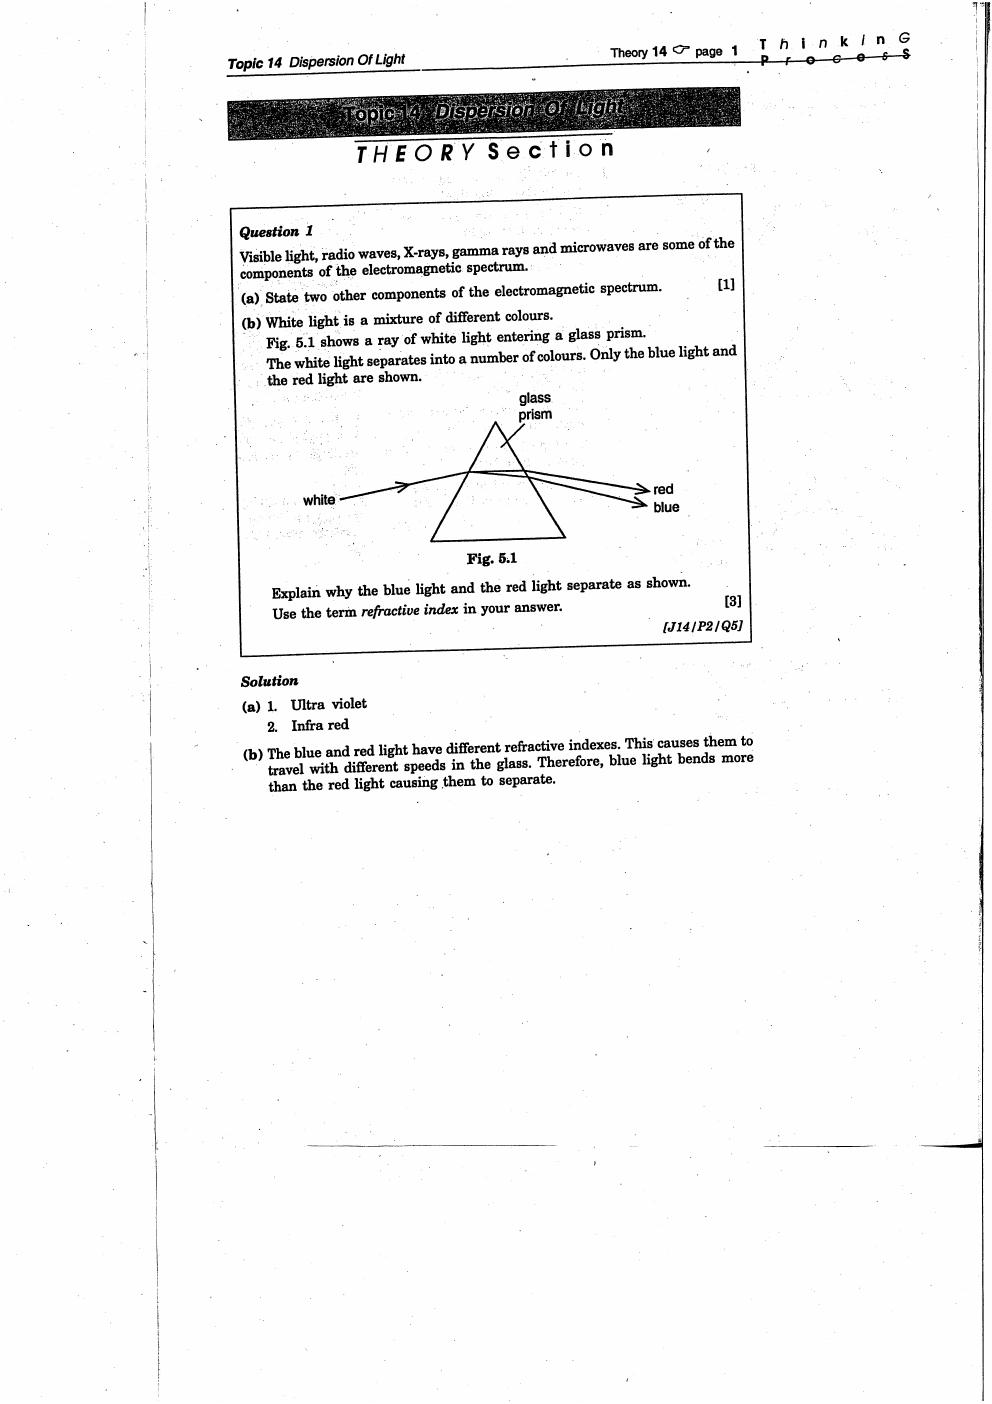 Topic 14 Dispersion Of Light
Theory 14 ☞ page 1
T h i n k i n G
P r o c e s S
Topic 14 Dispersion Of Light
THEORY Section
Question 1
Visible light, radio waves, X-rays, gamma rays and microwaves are some of the
components of the electromagnetic spectrum.
(a) State two other components of the electromagnetic spectrum. [1]
(b) White light is a mixture of different colours.
Fig. 5.1 shows a ray of white light entering a glass prism.
The white light separates into a number of colours. Only the blue light and
the red light are shown.
glass
prism
white
red
blue
Fig. 5.1
Explain why the blue light and the red light separate as shown.
Use the term refractive index in your answer. [3]
[J14/P2/Q5]
Solution
(a) 1. Ultra violet
2. Infra red
(b) The blue and red light have different refractive indexes. This causes them to
travel with different speeds in the glass. Therefore, blue light bends more
than the red light causing them to separate.